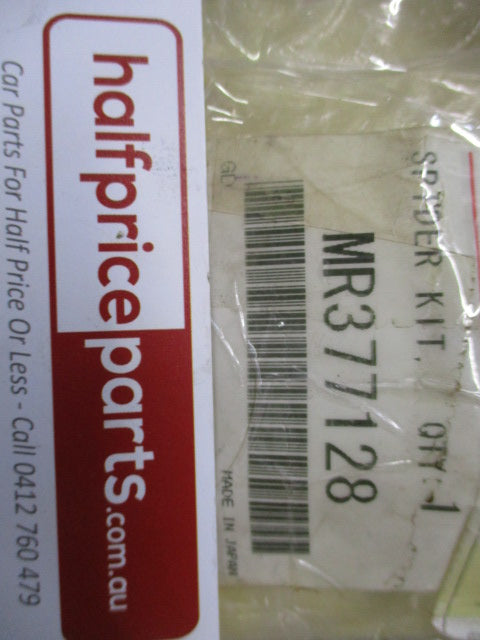 SPIDER KIT, QTY: 1
MR377128
GD
MADE IN JAPAN
halfpriceparts.com.au
Car Parts For Half Price Or Less - Call 0412 760 479